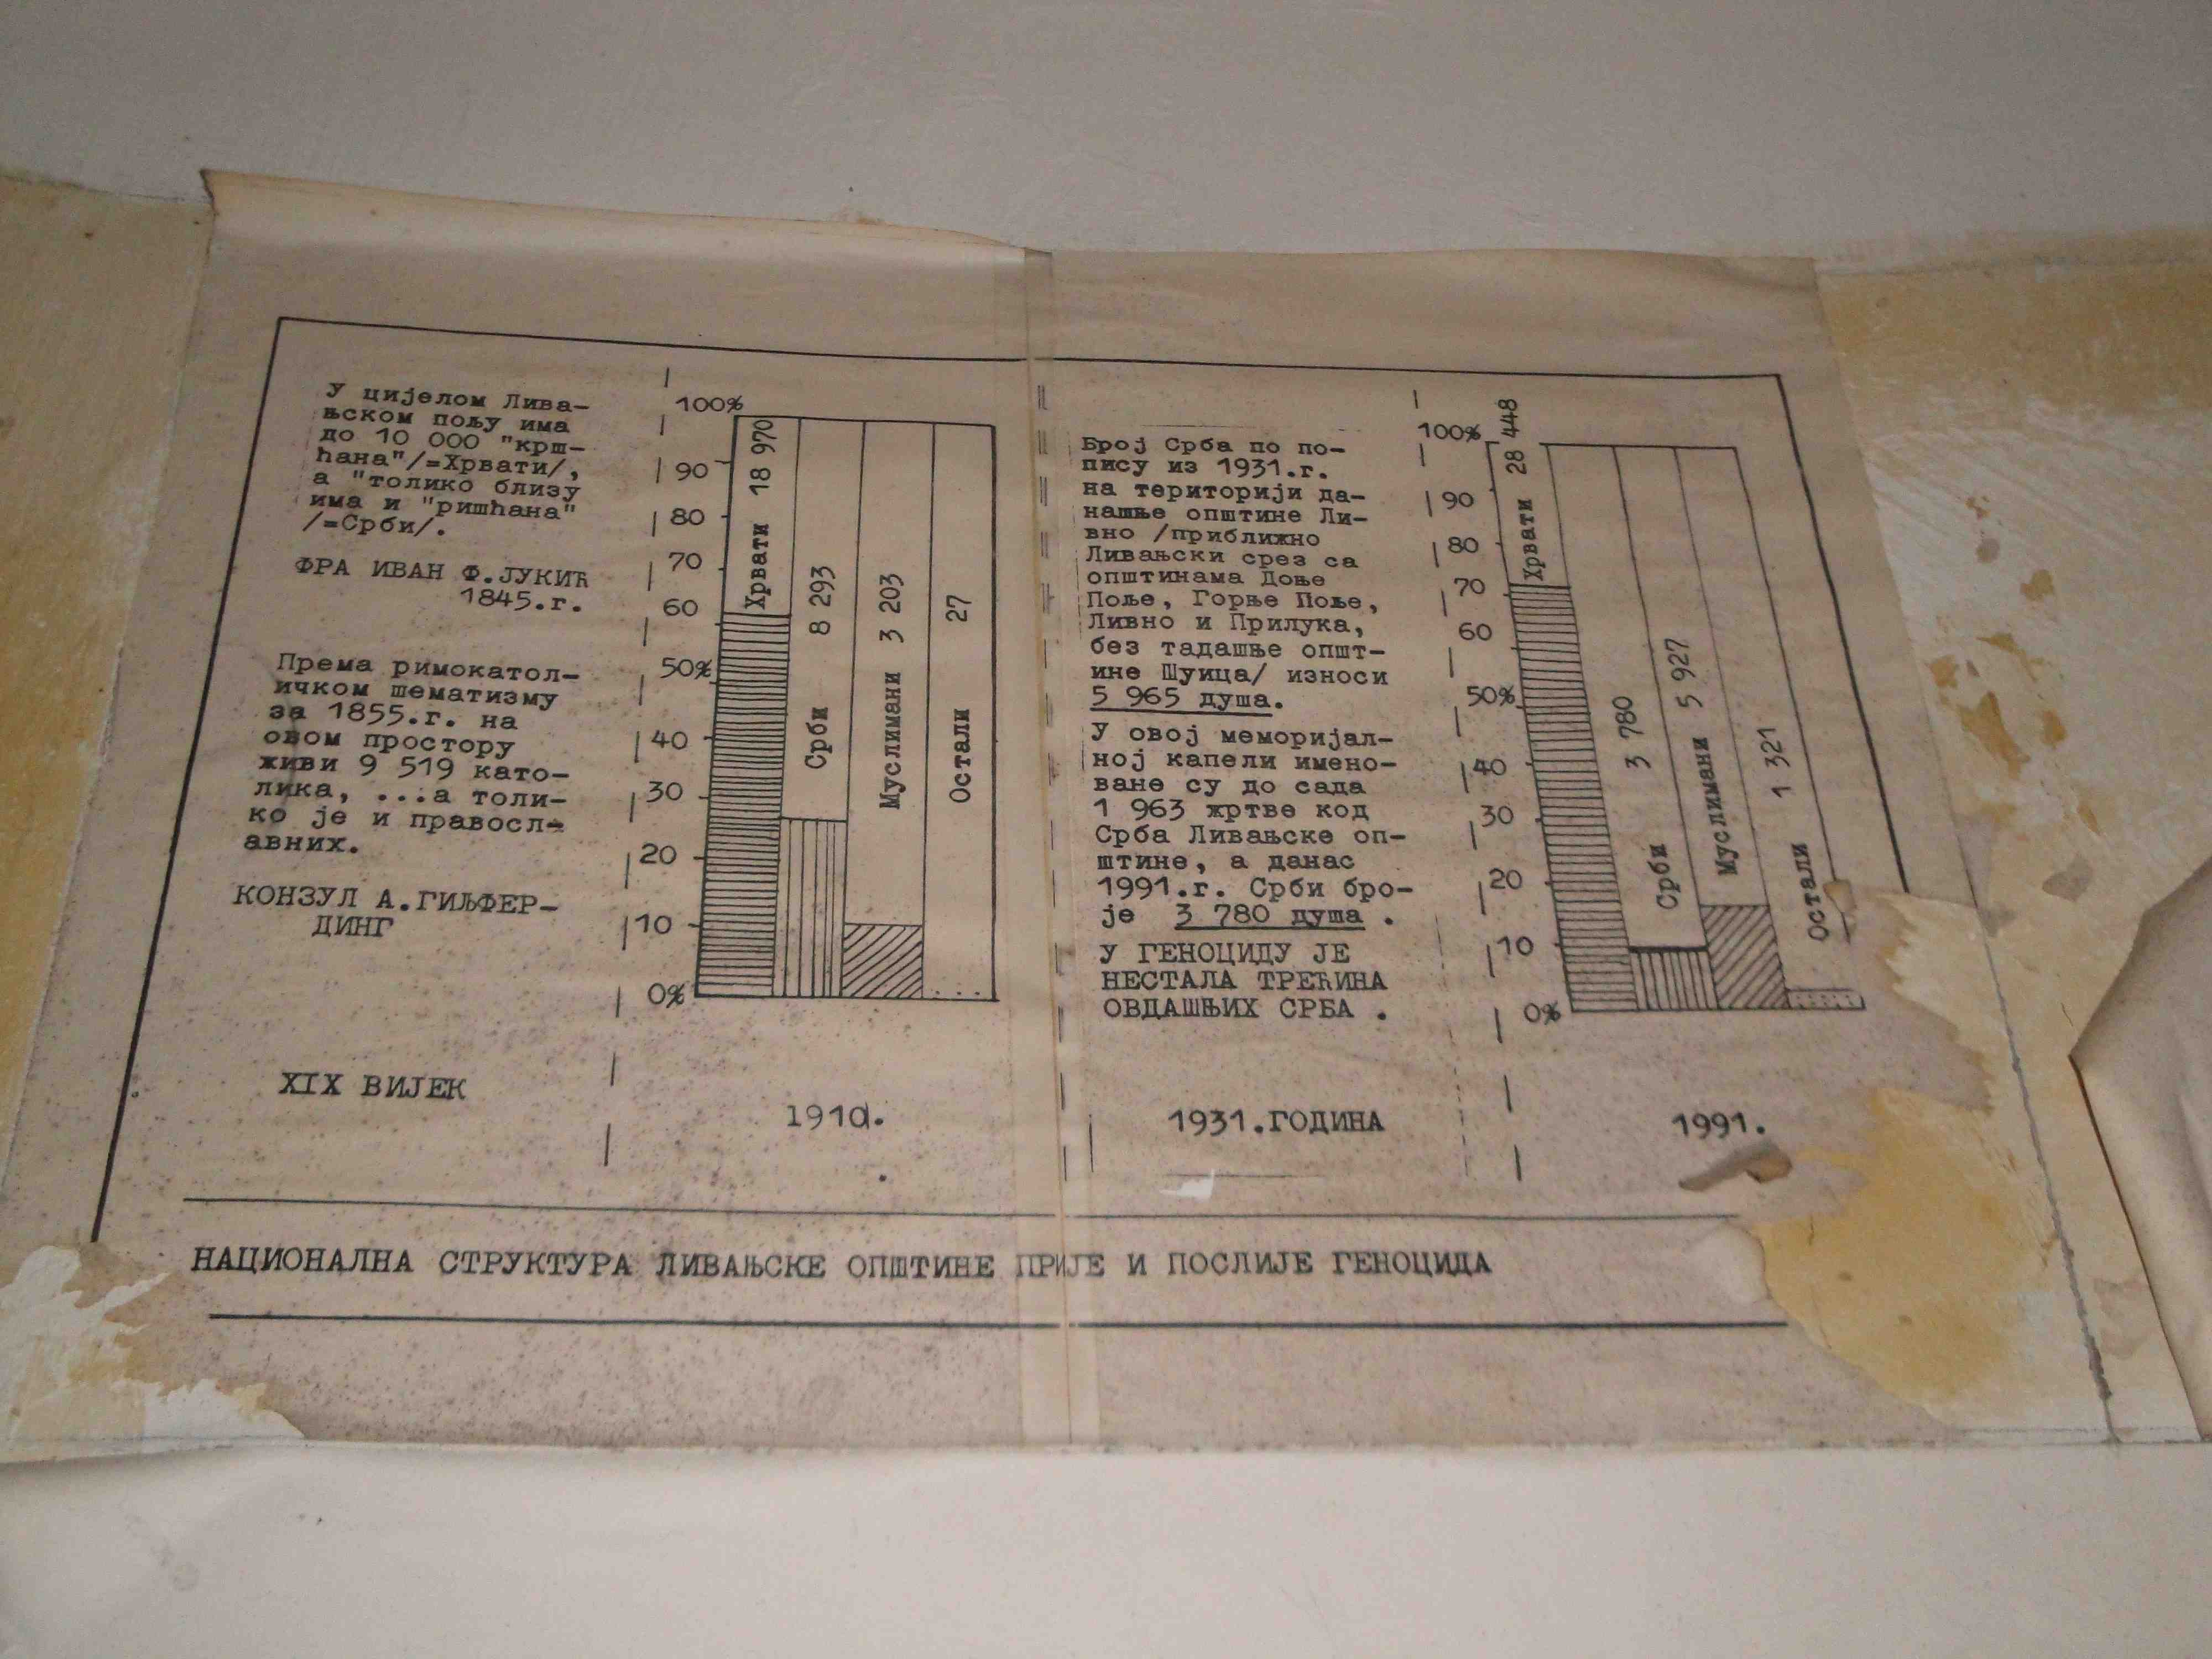 У цијелом Лива-
њском пољу има
до 10 000 "крш-
ћана"/=Хрвати/,
а "толико близу
има и "ришћана"
/=Срби/.
ФРА ИВАН Ф.ЈУКИЋ
1845.г.
Према римокатол-
ичком шематизму
за 1855.г. на
овом простору
живи 9 519 като-
лика, ...а толи-
ко је и правосл-
авних.
КОНЗУЛ А.ГИЉФЕР-
ДИНГ
XIX ВИЈЕК
100%
90
80
70
60
50%
40
30
20
10
0%
Хрвати 18 970
Срби 8 293
Муслимани 3 203
Остали 27
1910.
Број Срба по по-
пису из 1931.г.
на територији да-
нашње општине Ли-
вно /приближно
Ливањски срез са
општинама Доње
Поље, Горње Поље,
Ливно и Прилука,
без тадашње општ-
ине Шуица/ износи
5 965 душа.
У овој меморијал-
ној капели имено-
ване су до сада
1 963 жртве код
Срба Ливањске оп-
штине, а данас
1991.г. Срби бро-
је 3 780 душа .
У ГЕНОЦИДУ ЈЕ
НЕСТАЛА ТРЕЋИНА
ОВДАШЊИХ СРБА .
1931.ГОДИНА
100%
90
80
70
60
50%
40
30
20
10
0%
Хрвати 28 448
Срби 3 780
Муслимани 5 927
Остали 1 321
1991.
НАЦИОНАЛНА СТРУКТУРА ЛИВАЊСКЕ ОПШТИНЕ ПРИЈЕ И ПОСЛИЈЕ ГЕНОЦИДА